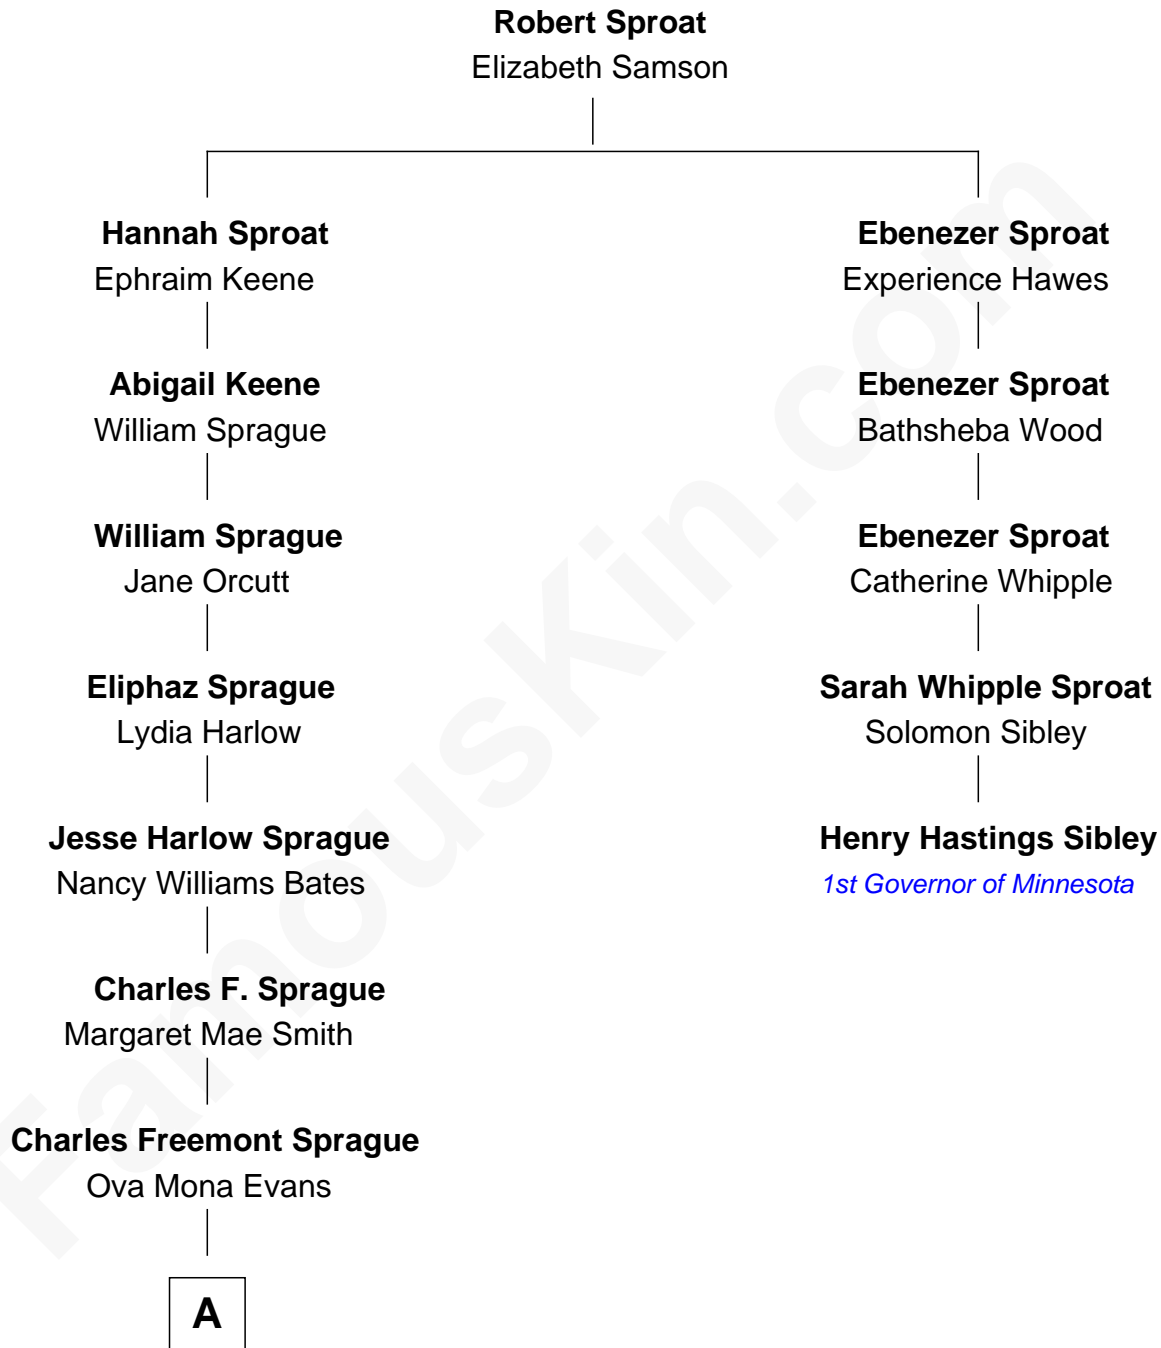 Robert Sproat
Elizabeth Samson
Hannah Sproat
Ephraim Keene
Abigail Keene
William Sprague
William Sprague
Jane Orcutt
Eliphaz Sprague
Lydia Harlow
Jesse Harlow Sprague
Nancy Williams Bates
Charles F. Sprague
Margaret Mae Smith
Charles Freemont Sprague
Ova Mona Evans
A
Ebenezer Sproat
Experience Hawes
Ebenezer Sproat
Bathsheba Wood
Ebenezer Sproat
Catherine Whipple
Sarah Whipple Sproat
Solomon Sibley
Henry Hastings Sibley
1st Governor of Minnesota
FamousKin.com